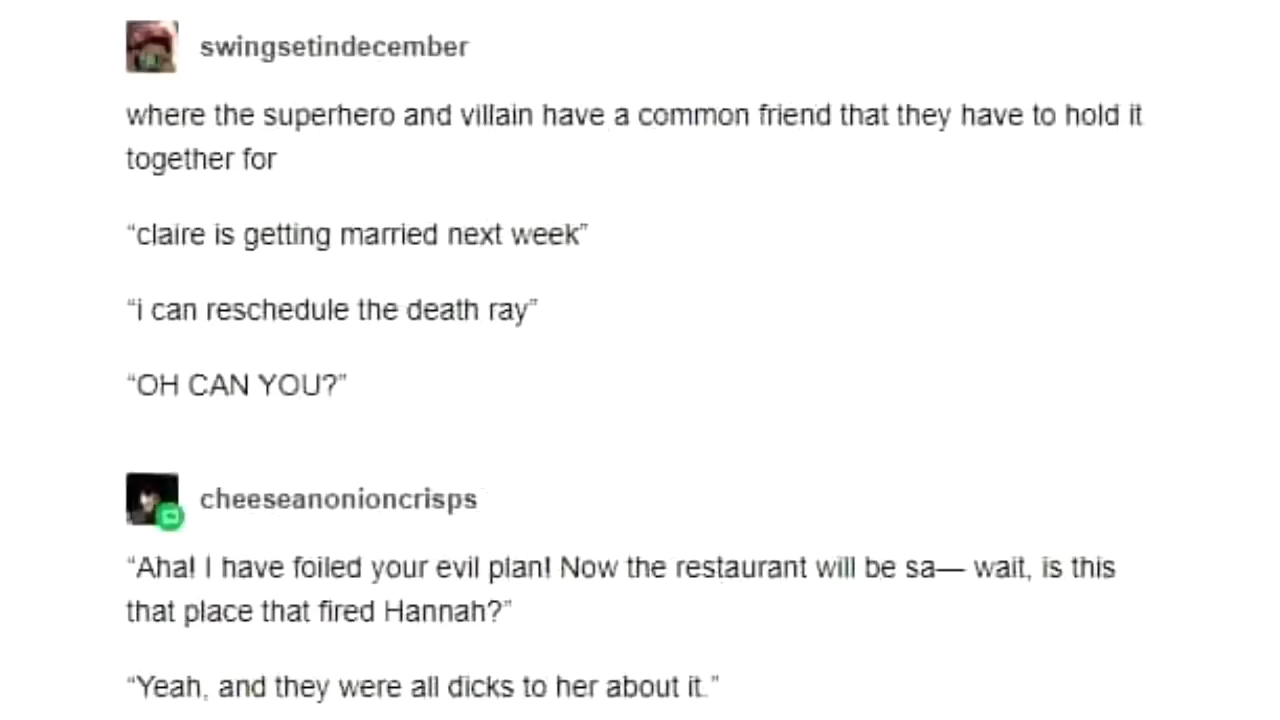 swingsetindecember
where the superhero and villain have a common friend that they have to hold it
together for
“claire is getting married next week”
“i can reschedule the death ray”
“OH CAN YOU?”
cheeseanonioncrisps
“Aha! I have foiled your evil plan! Now the restaurant will be sa— wait, is this
that place that fired Hannah?”
“Yeah, and they were all dicks to her about it.”